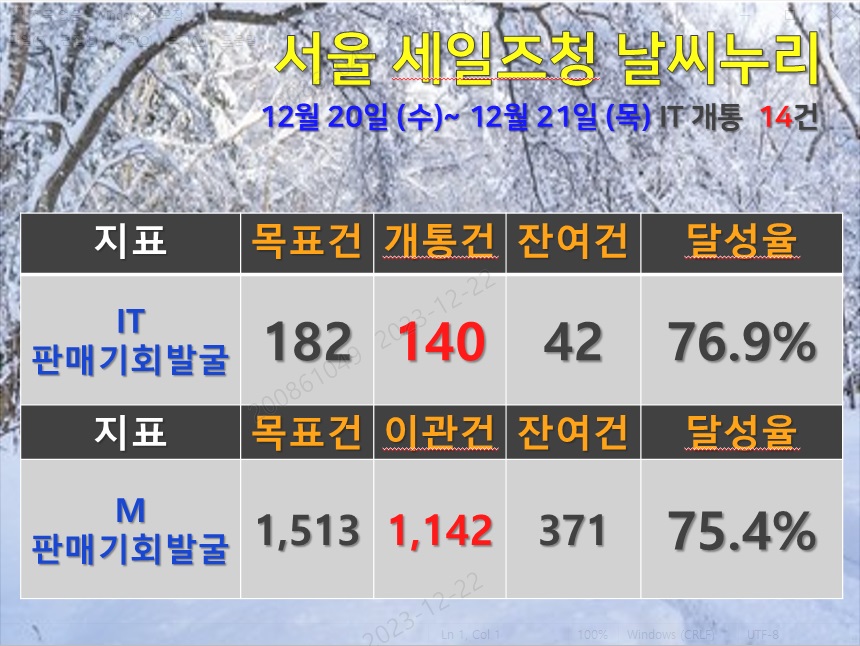 서울 세일즈청 날씨누리
12월 20일 (수)~ 12월 21일 (목) IT 개통 14건
지표 목표건 개통건 잔여건 달성율
IT
판매기회발굴 182 140 42 76.9%
2023-12-22
200861049
지표 목표건 이관건 잔여건 달성율
M
판매기회발굴 1,513 1,142 371 75.4%
2023-12-22
Ln 1, Col 1 100% Windows (CRLF) UTF-8